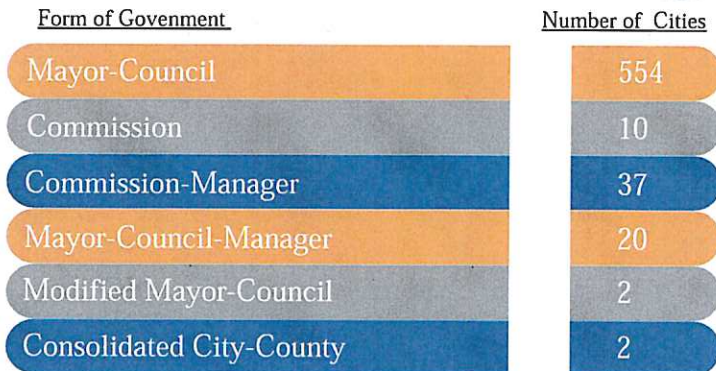 Form of Govenment Number of Cities
Mayor-Council 554
Commission 10
Commission-Manager 37
Mayor-Council-Manager 20
Modified Mayor-Council 2
Consolidated City-County 2